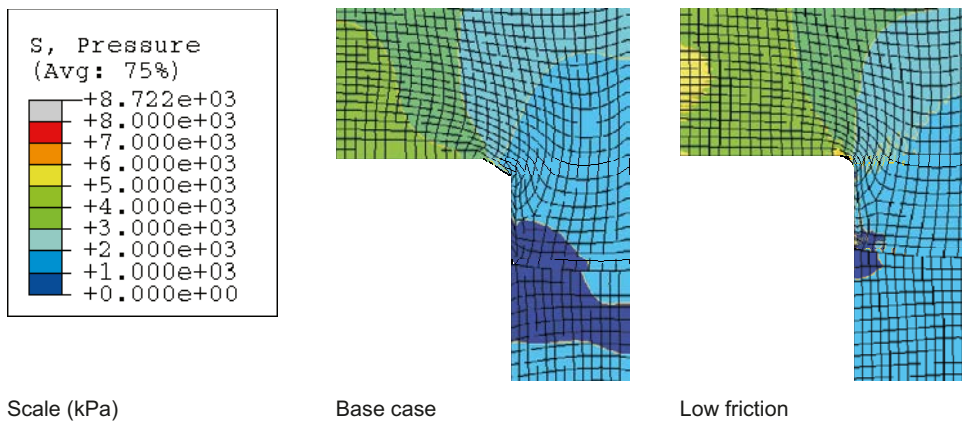 S, Pressure
(Avg: 75%)
+8.722e+03
+8.000e+03
+7.000e+03
+6.000e+03
+5.000e+03
+4.000e+03
+3.000e+03
+2.000e+03
+1.000e+03
+0.000e+00
Scale (kPa)
Base case
Low friction